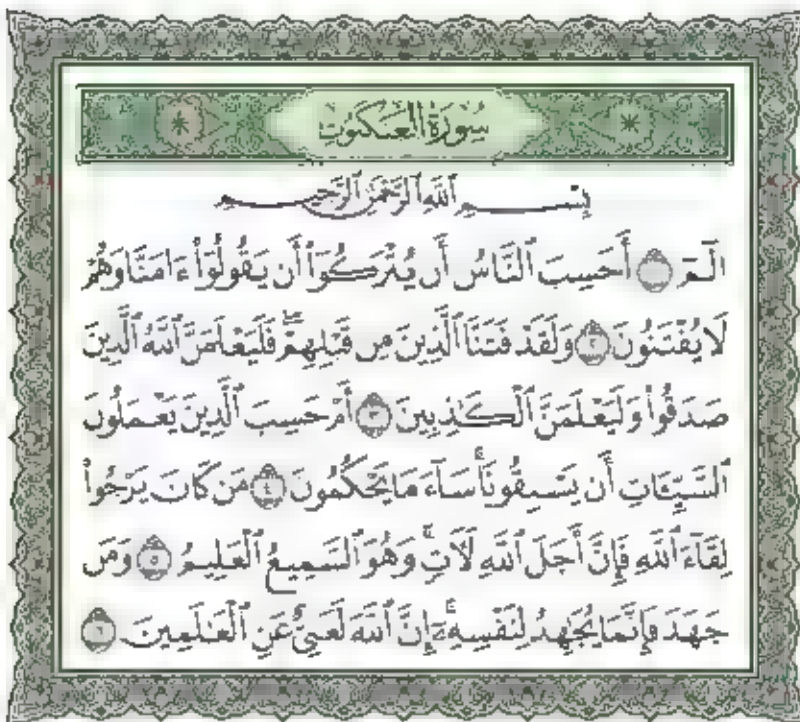 سُورَةُ الْعَنكَبُوتِ
بِسْمِ ٱللَّهِ ٱلرَّحْمَٰنِ ٱلرَّحِيمِ
الٓمٓ ۝١ أَحَسِبَ ٱلنَّاسُ أَن يُتْرَكُوٓا۟ أَن يَقُولُوٓا۟ ءَامَنَّا وَهُمْ
لَا يُفْتَنُونَ ۝٢ وَلَقَدْ فَتَنَّا ٱلَّذِينَ مِن قَبْلِهِمْ ۖ فَلَيَعْلَمَنَّ ٱللَّهُ ٱلَّذِينَ
صَدَقُوا۟ وَلَيَعْلَمَنَّ ٱلْكَٰذِبِينَ ۝٣ أَمْ حَسِبَ ٱلَّذِينَ يَعْمَلُونَ
ٱلسَّيِّـَٔاتِ أَن يَسْبِقُونَا ۚ سَآءَ مَا يَحْكُمُونَ ۝٤ مَن كَانَ يَرْجُوا۟
لِقَآءَ ٱللَّهِ فَإِنَّ أَجَلَ ٱللَّهِ لَءَاتٍ ۚ وَهُوَ ٱلسَّمِيعُ ٱلْعَلِيمُ ۝٥ وَمَن
جَٰهَدَ فَإِنَّمَا يُجَٰهِدُ لِنَفْسِهِۦٓ ۚ إِنَّ ٱللَّهَ لَغَنِىٌّ عَنِ ٱلْعَٰلَمِينَ ۝٦